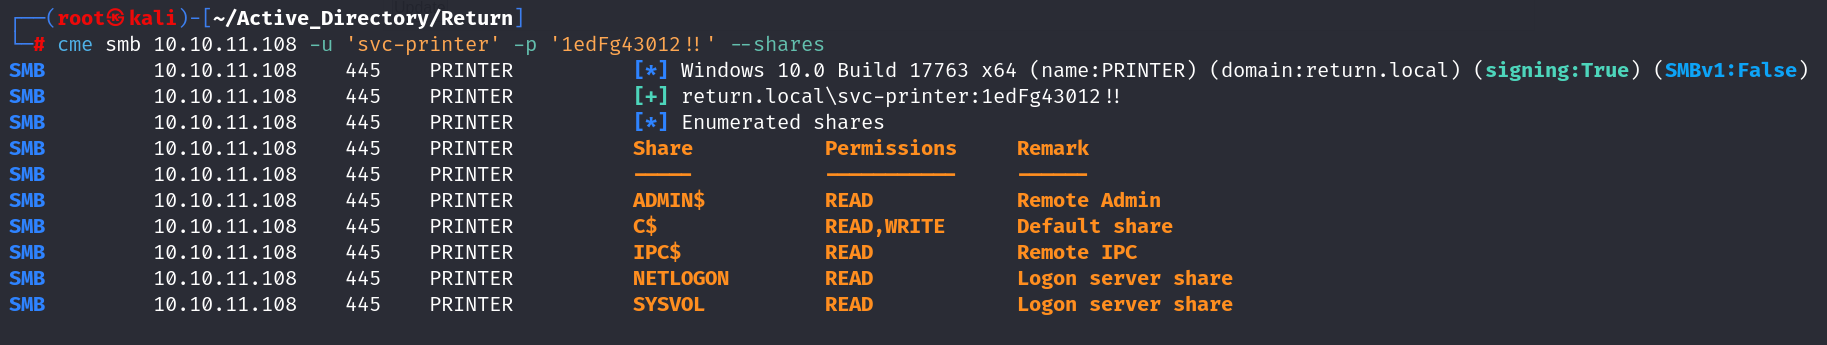 ┌──(root㉿kali)-[~/Active_Directory/Return]
└─# cme smb 10.10.11.108 -u 'svc-printer' -p '1edFg43012!!' --shares
SMB         10.10.11.108    445    PRINTER          [*] Windows 10.0 Build 17763 x64 (name:PRINTER) (domain:return.local) (signing:True) (SMBv1:False)
SMB         10.10.11.108    445    PRINTER          [+] return.local\svc-printer:1edFg43012!!
SMB         10.10.11.108    445    PRINTER          [*] Enumerated shares
SMB         10.10.11.108    445    PRINTER          Share           Permissions     Remark
SMB         10.10.11.108    445    PRINTER          -----           -----------     ------
SMB         10.10.11.108    445    PRINTER          ADMIN$          READ            Remote Admin
SMB         10.10.11.108    445    PRINTER          C$              READ,WRITE      Default share
SMB         10.10.11.108    445    PRINTER          IPC$            READ            Remote IPC
SMB         10.10.11.108    445    PRINTER          NETLOGON        READ            Logon server share
SMB         10.10.11.108    445    PRINTER          SYSVOL          READ            Logon server share